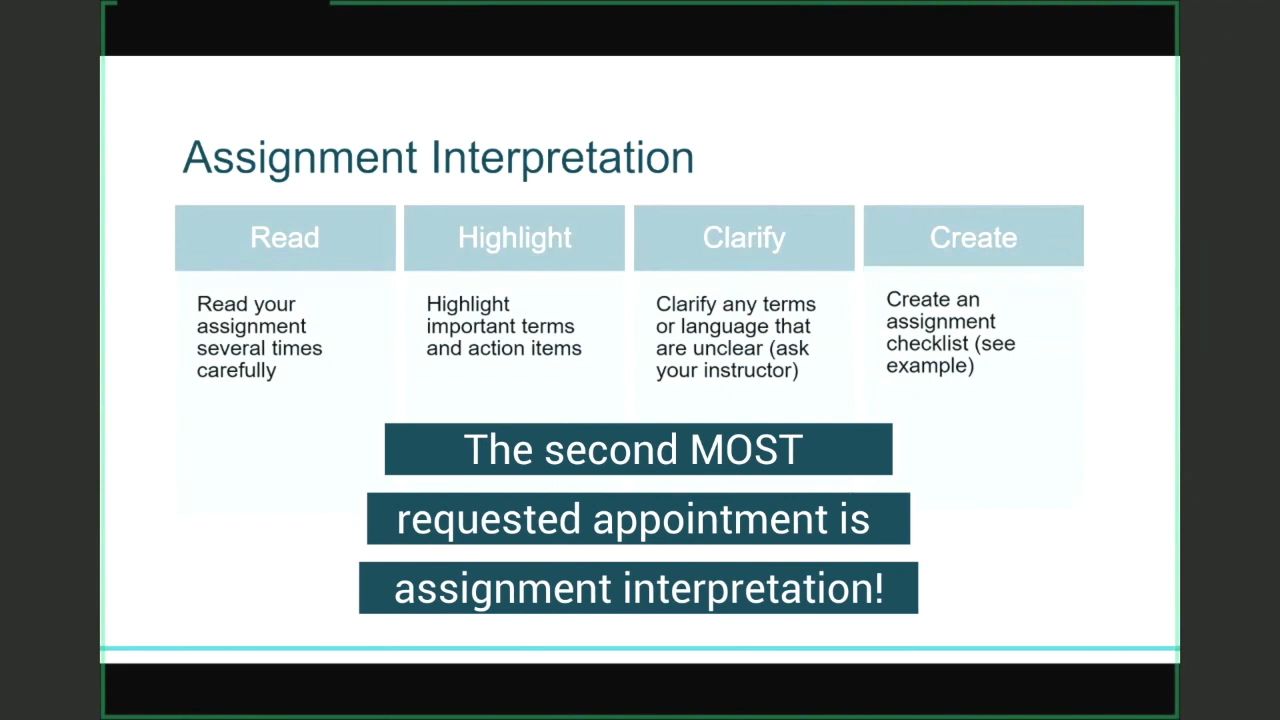 Assignment Interpretation
Read
Read your
assignment
several times
carefully
Highlight
Highlight
important terms
and action items
Clarify
Clarify any terms
or language that
are unclear (ask
your instructor)
Create
Create an
assignment
checklist (see
example)
The second MOST
requested appointment is
assignment interpretation!